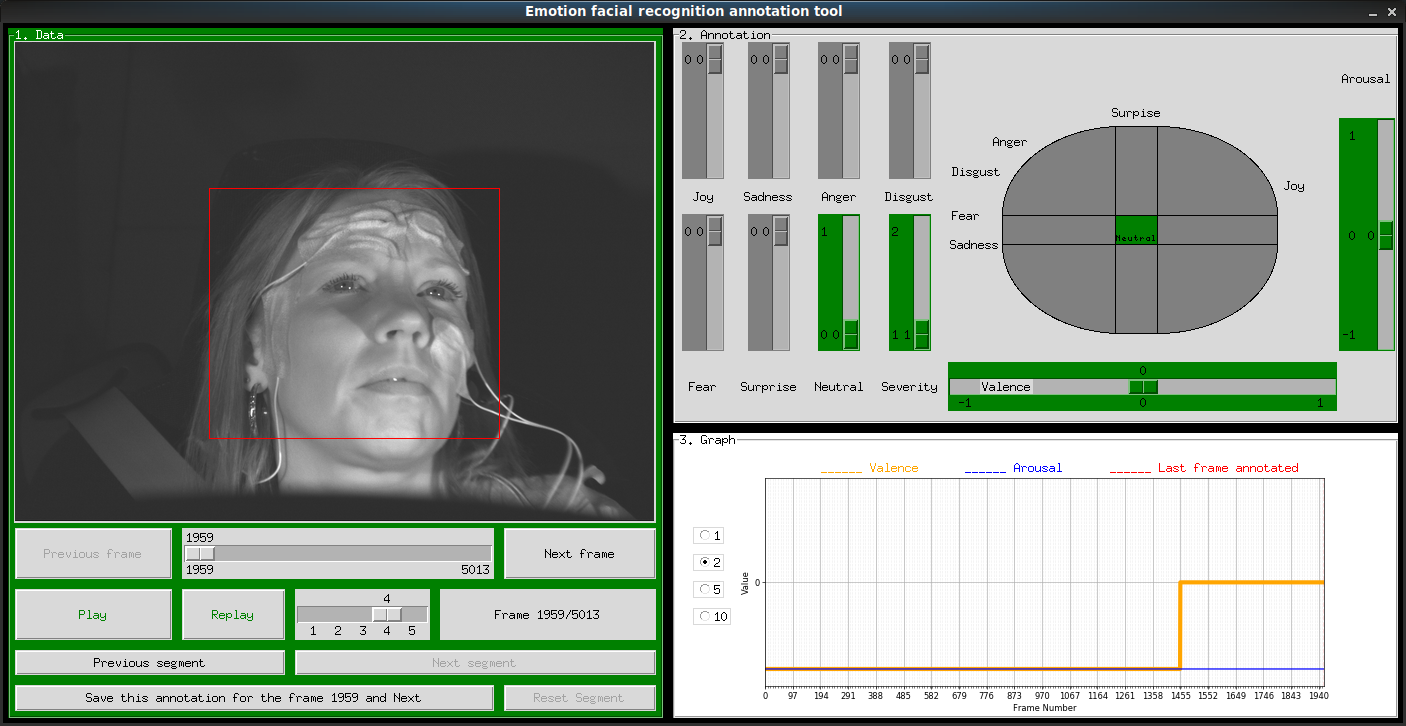 Emotion facial recognition annotation tool
1. Data
Previous frame
1959
1959 5013
Next frame
Play
Replay
4
1 2 3 4 5
Frame 1959/5013
Previous segment
Next segment
Save this annotation for the frame 1959 and Next
Reset Segment
2. Annotation
0 0 0 0 0 0 0 0
Joy Sadness Anger Disgust
0 0 0 0 1 2
0 0 1 1
Fear Surprise Neutral Severity
Surpise
Anger
Disgust
Joy
Fear
Sadness
Neutral
Arousal
1
0 0
-1
0
Valence
-1 0 1
3. Graph
______ Valence ______ Arousal ______ Last frame annotated
1
2
5
10
Value
0
0 97 194 291 388 485 582 679 776 873 970 1067 1164 1261 1358 1455 1552 1649 1746 1843 1940
Frame Number